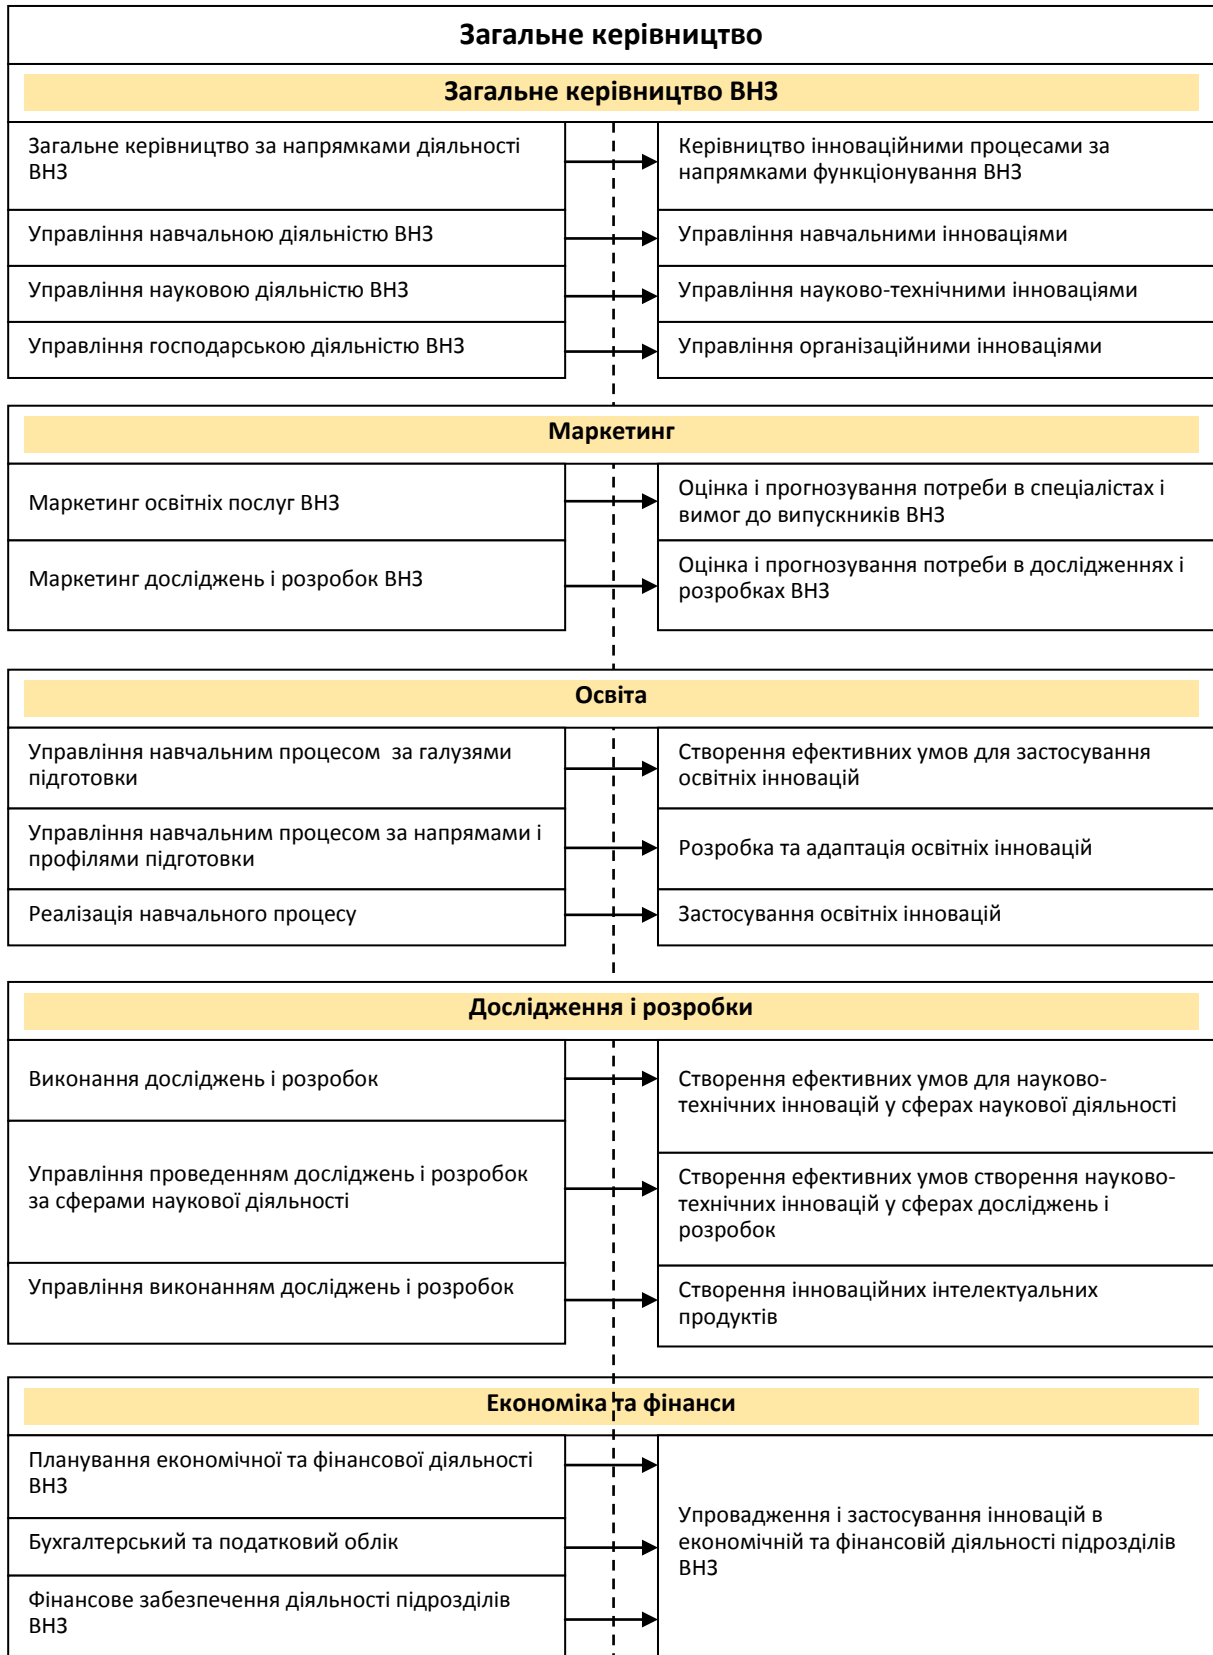 Загальне керівництво
Загальне керівництво ВНЗ
Загальне керівництво за напрямками діяльності
ВНЗ
Керівництво інноваційними процесами за
напрямками функціонування ВНЗ
Управління навчальною діяльністю ВНЗ
Управління навчальними інноваціями
Управління науковою діяльністю ВНЗ
Управління науково-технічними інноваціями
Управління господарською діяльністю ВНЗ
Управління організаційними інноваціями
Маркетинг
Маркетинг освітніх послуг ВНЗ
Оцінка і прогнозування потреби в спеціалістах і
вимог до випускників ВНЗ
Маркетинг досліджень і розробок ВНЗ
Оцінка і прогнозування потреби в дослідженнях і
розробках ВНЗ
Освіта
Управління навчальним процесом за галузями
підготовки
Створення ефективних умов для застосування
освітніх інновацій
Управління навчальним процесом за напрямами і
профілями підготовки
Розробка та адаптація освітніх інновацій
Реалізація навчального процесу
Застосування освітніх інновацій
Дослідження і розробки
Виконання досліджень і розробок
Створення ефективних умов для науково-
технічних інновацій у сферах наукової діяльності
Управління проведенням досліджень і розробок
за сферами наукової діяльності
Створення ефективних умов створення науково-
технічних інновацій у сферах досліджень і
розробок
Управління виконанням досліджень і розробок
Створення інноваційних інтелектуальних
продуктів
Економіка та фінанси
Планування економічної та фінансової діяльності
ВНЗ
Бухгалтерський та податковий облік
Фінансове забезпечення діяльності підрозділів
ВНЗ
Упровадження і застосування інновацій в
економічній та фінансовій діяльності підрозділів
ВНЗ